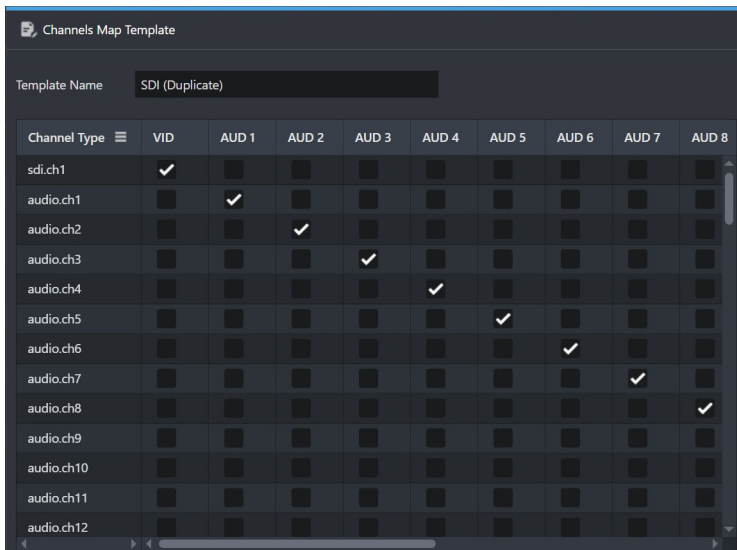 Channels Map Template
Template Name SDI (Duplicate)
Channel Type VID AUD 1 AUD 2 AUD 3 AUD 4 AUD 5 AUD 6 AUD 7 AUD 8
sdi.ch1
audio.ch1
audio.ch2
audio.ch3
audio.ch4
audio.ch5
audio.ch6
audio.ch7
audio.ch8
audio.ch9
audio.ch10
audio.ch11
audio.ch12